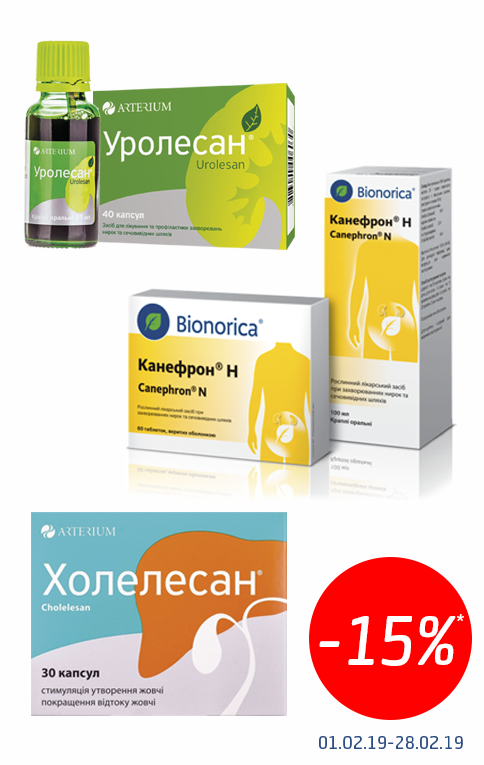 ARTERIUM
Уролесан®
Urolesan
40 капсул
Засіб для лікування та профілактики захворювань
нирок та сечовивідних шляхів
ARTERIUM
Уролесан®
Urolesan
Краплі оральні
Bionorica®
Канефрон® Н
Canephron® N
Рослинний лікарський засіб
при захворюваннях нирок та
сечовивідних шляхів
100 мл
Краплі оральні
Bionorica®
Канефрон® Н
Canephron® N
Рослинний лікарський засіб при
захворюваннях нирок та сечовивідних шляхів
60 таблеток, вкритих оболонкою
ARTERIUM
Холелесан®
Cholelesan
30 капсул
стимуляція утворення жовчі
покращення відтоку жовчі
-15%*
01.02.19-28.02.19